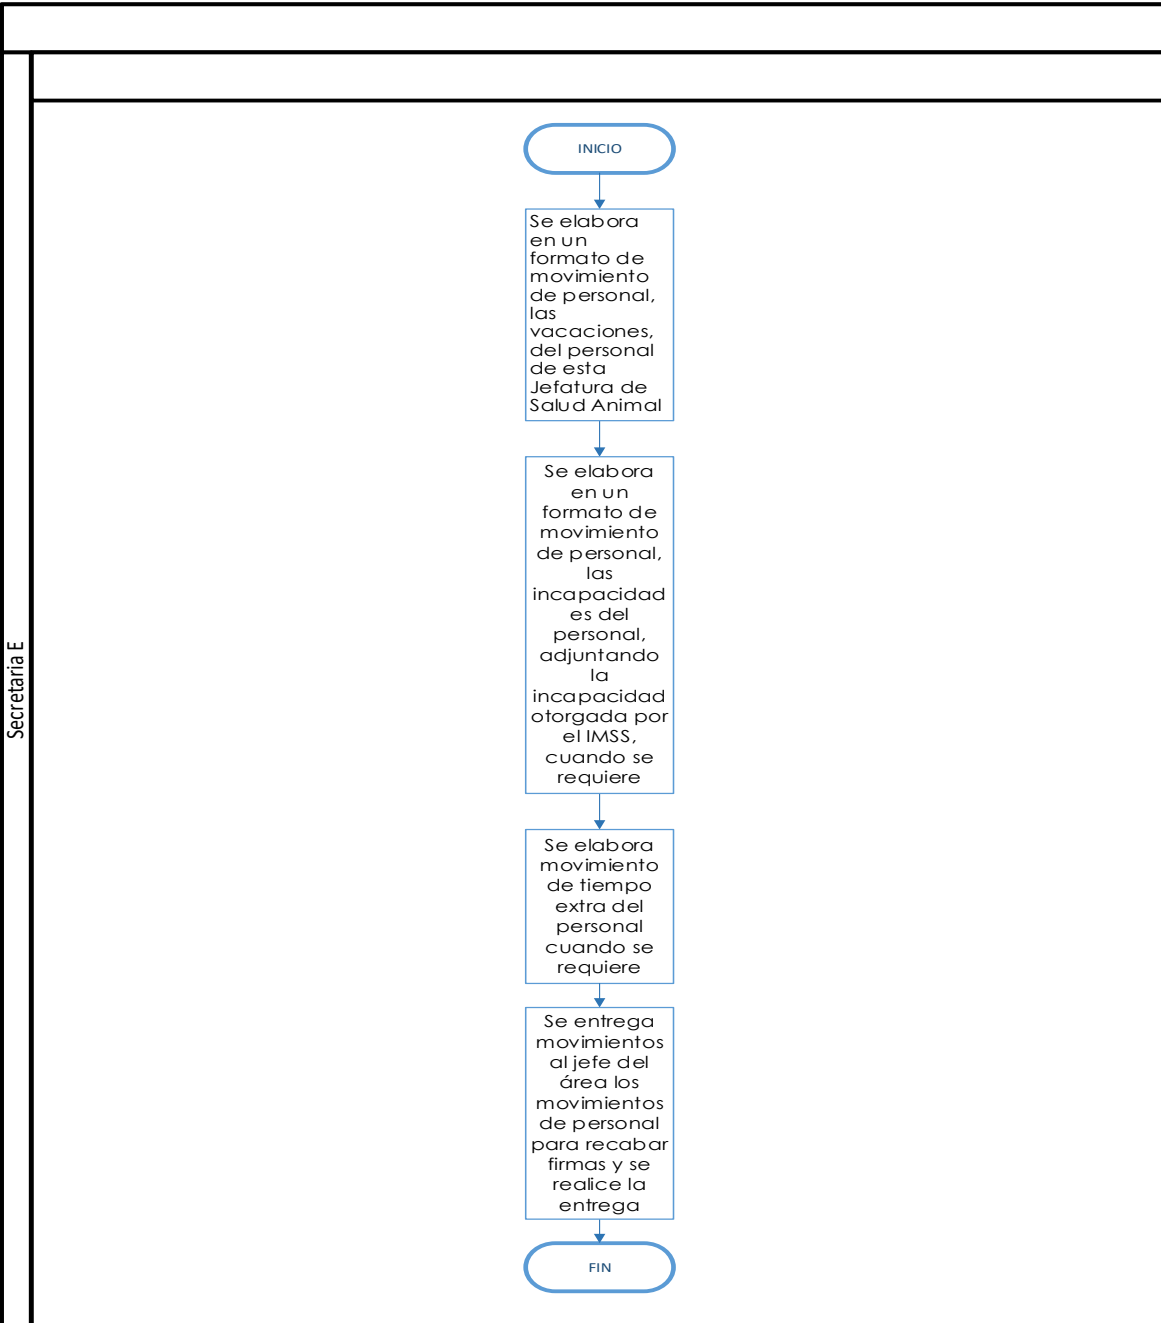 INICIO
Se elabora
en un
formato de
movimiento
de personal,
las
vacaciones,
del personal
de esta
Jefatura de
Salud Animal
Se elabora
en un
formato de
movimiento
de personal,
las
incapacidad
es del
personal,
adjuntando
la
incapacidad
otorgada por
el IMSS,
cuando se
requiere
Secretaria E
Se elabora
movimiento
de tiempo
extra del
personal
cuando se
requiere
Se entrega
movimientos
al jefe del
área los
movimientos
de personal
para recabar
firmas y se
realice la
entrega
FIN